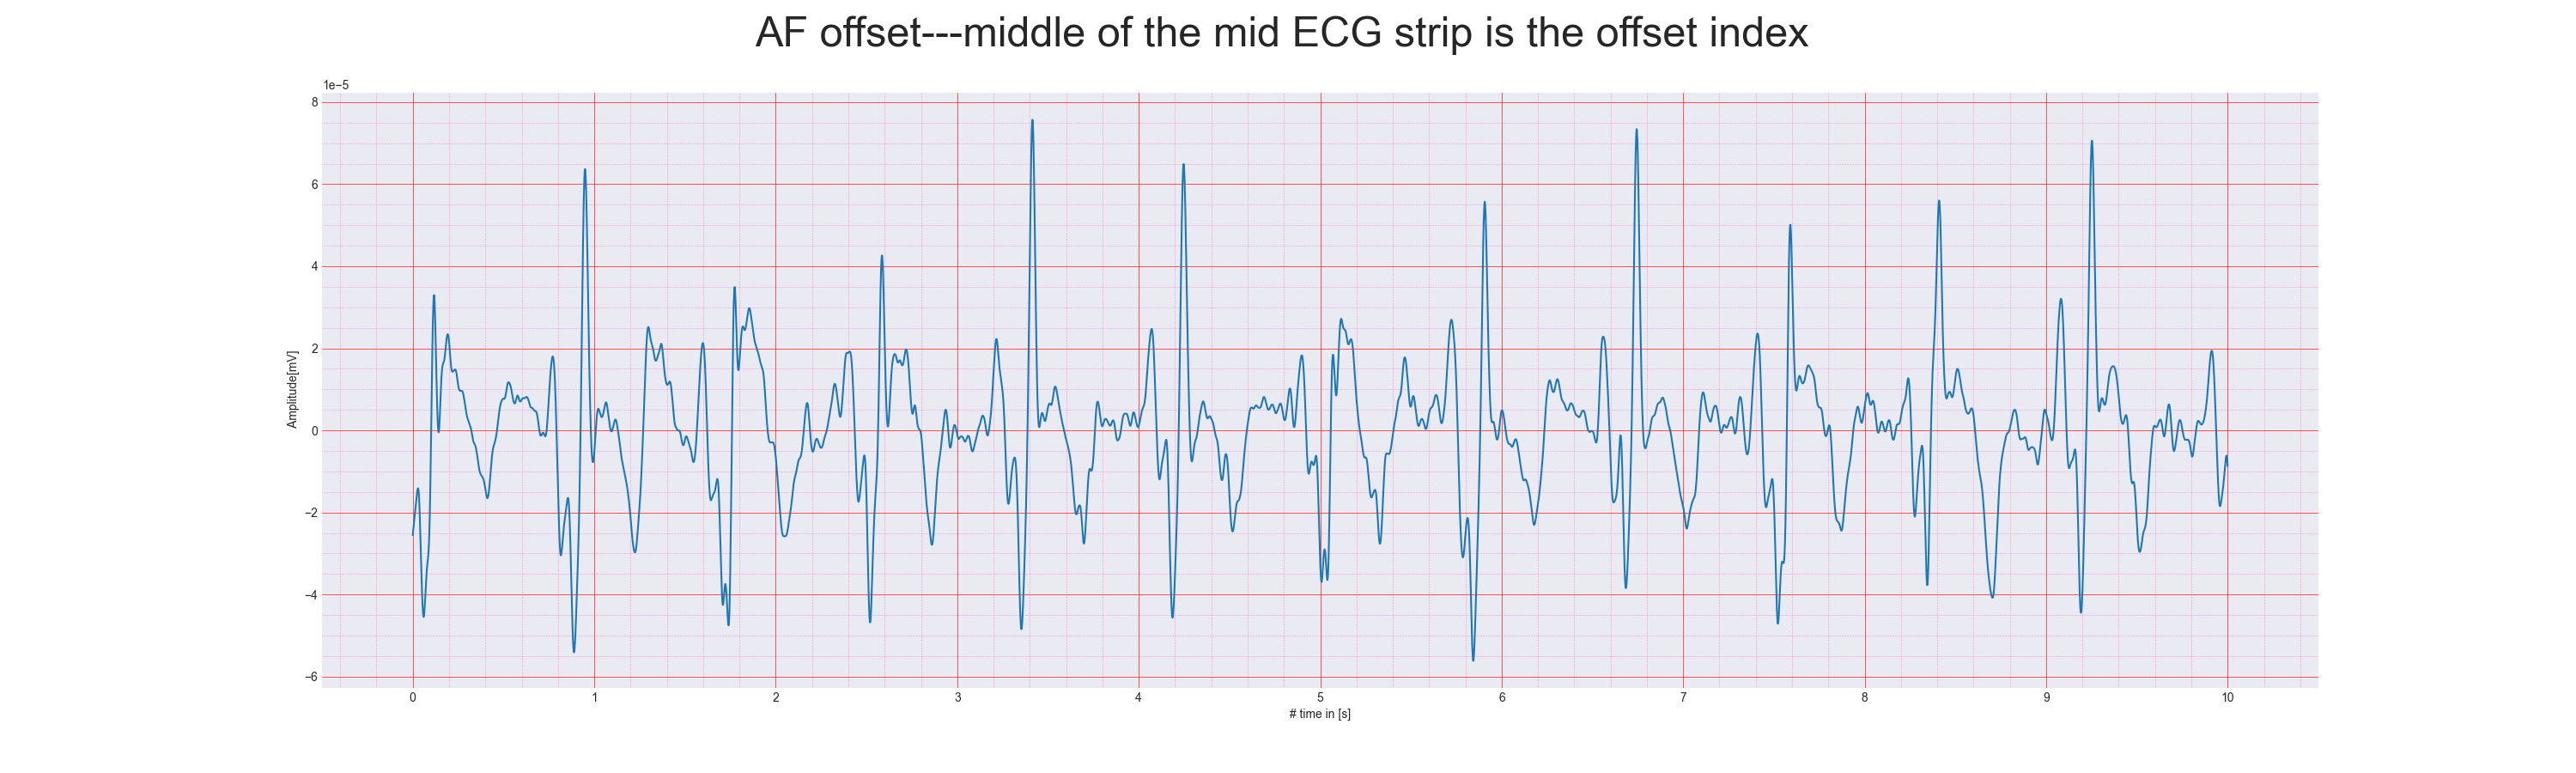 AF offset---middle of the mid ECG strip is the offset index
1e−5
8
6
4
2
0
−2
−4
−6
Amplitude[mV]
0 1 2 3 4 5 6 7 8 9 10
# time in [s]